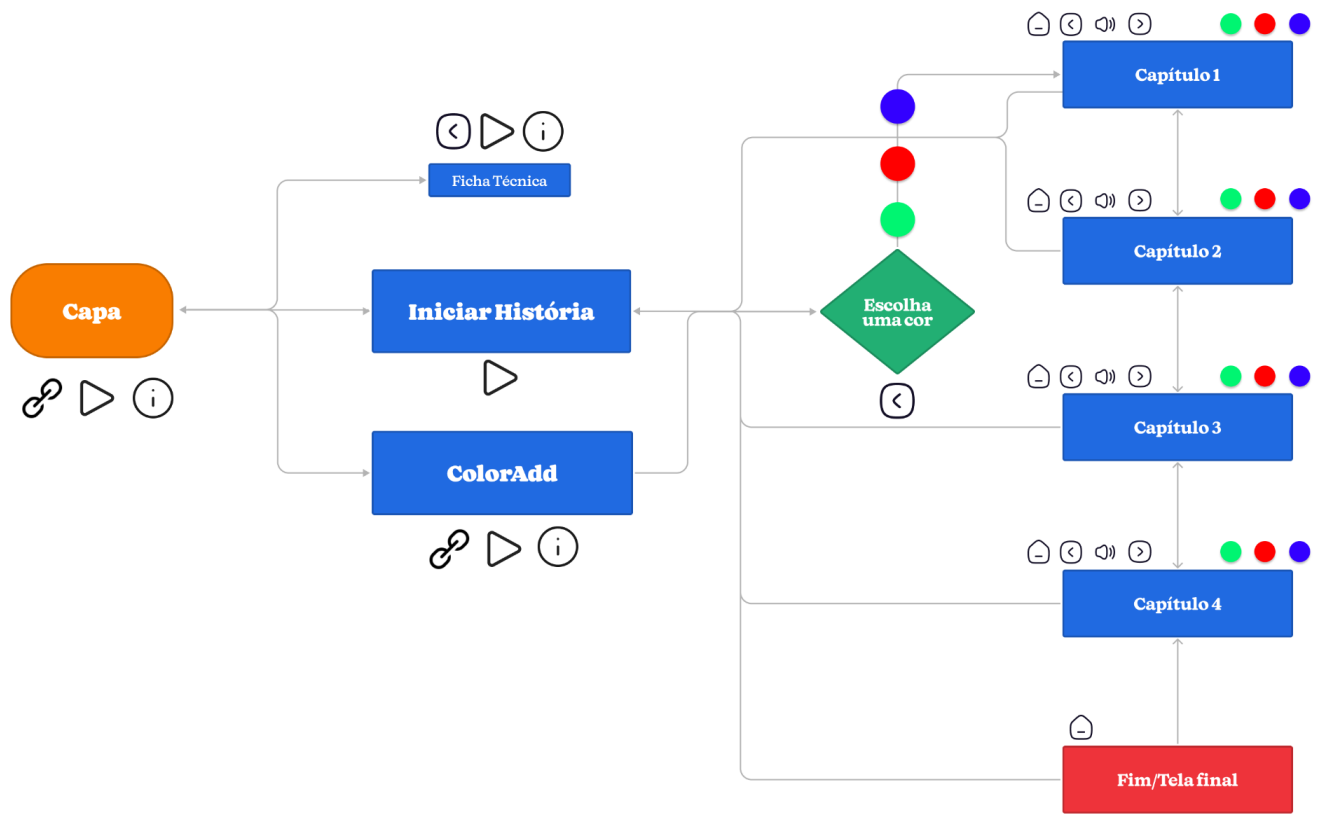 Capítulo 1
Ficha Técnica
Capa
Iniciar História
Escolha
uma cor
Capítulo 2
ColorAdd
Capítulo 3
Capítulo 4
Fim/Tela final